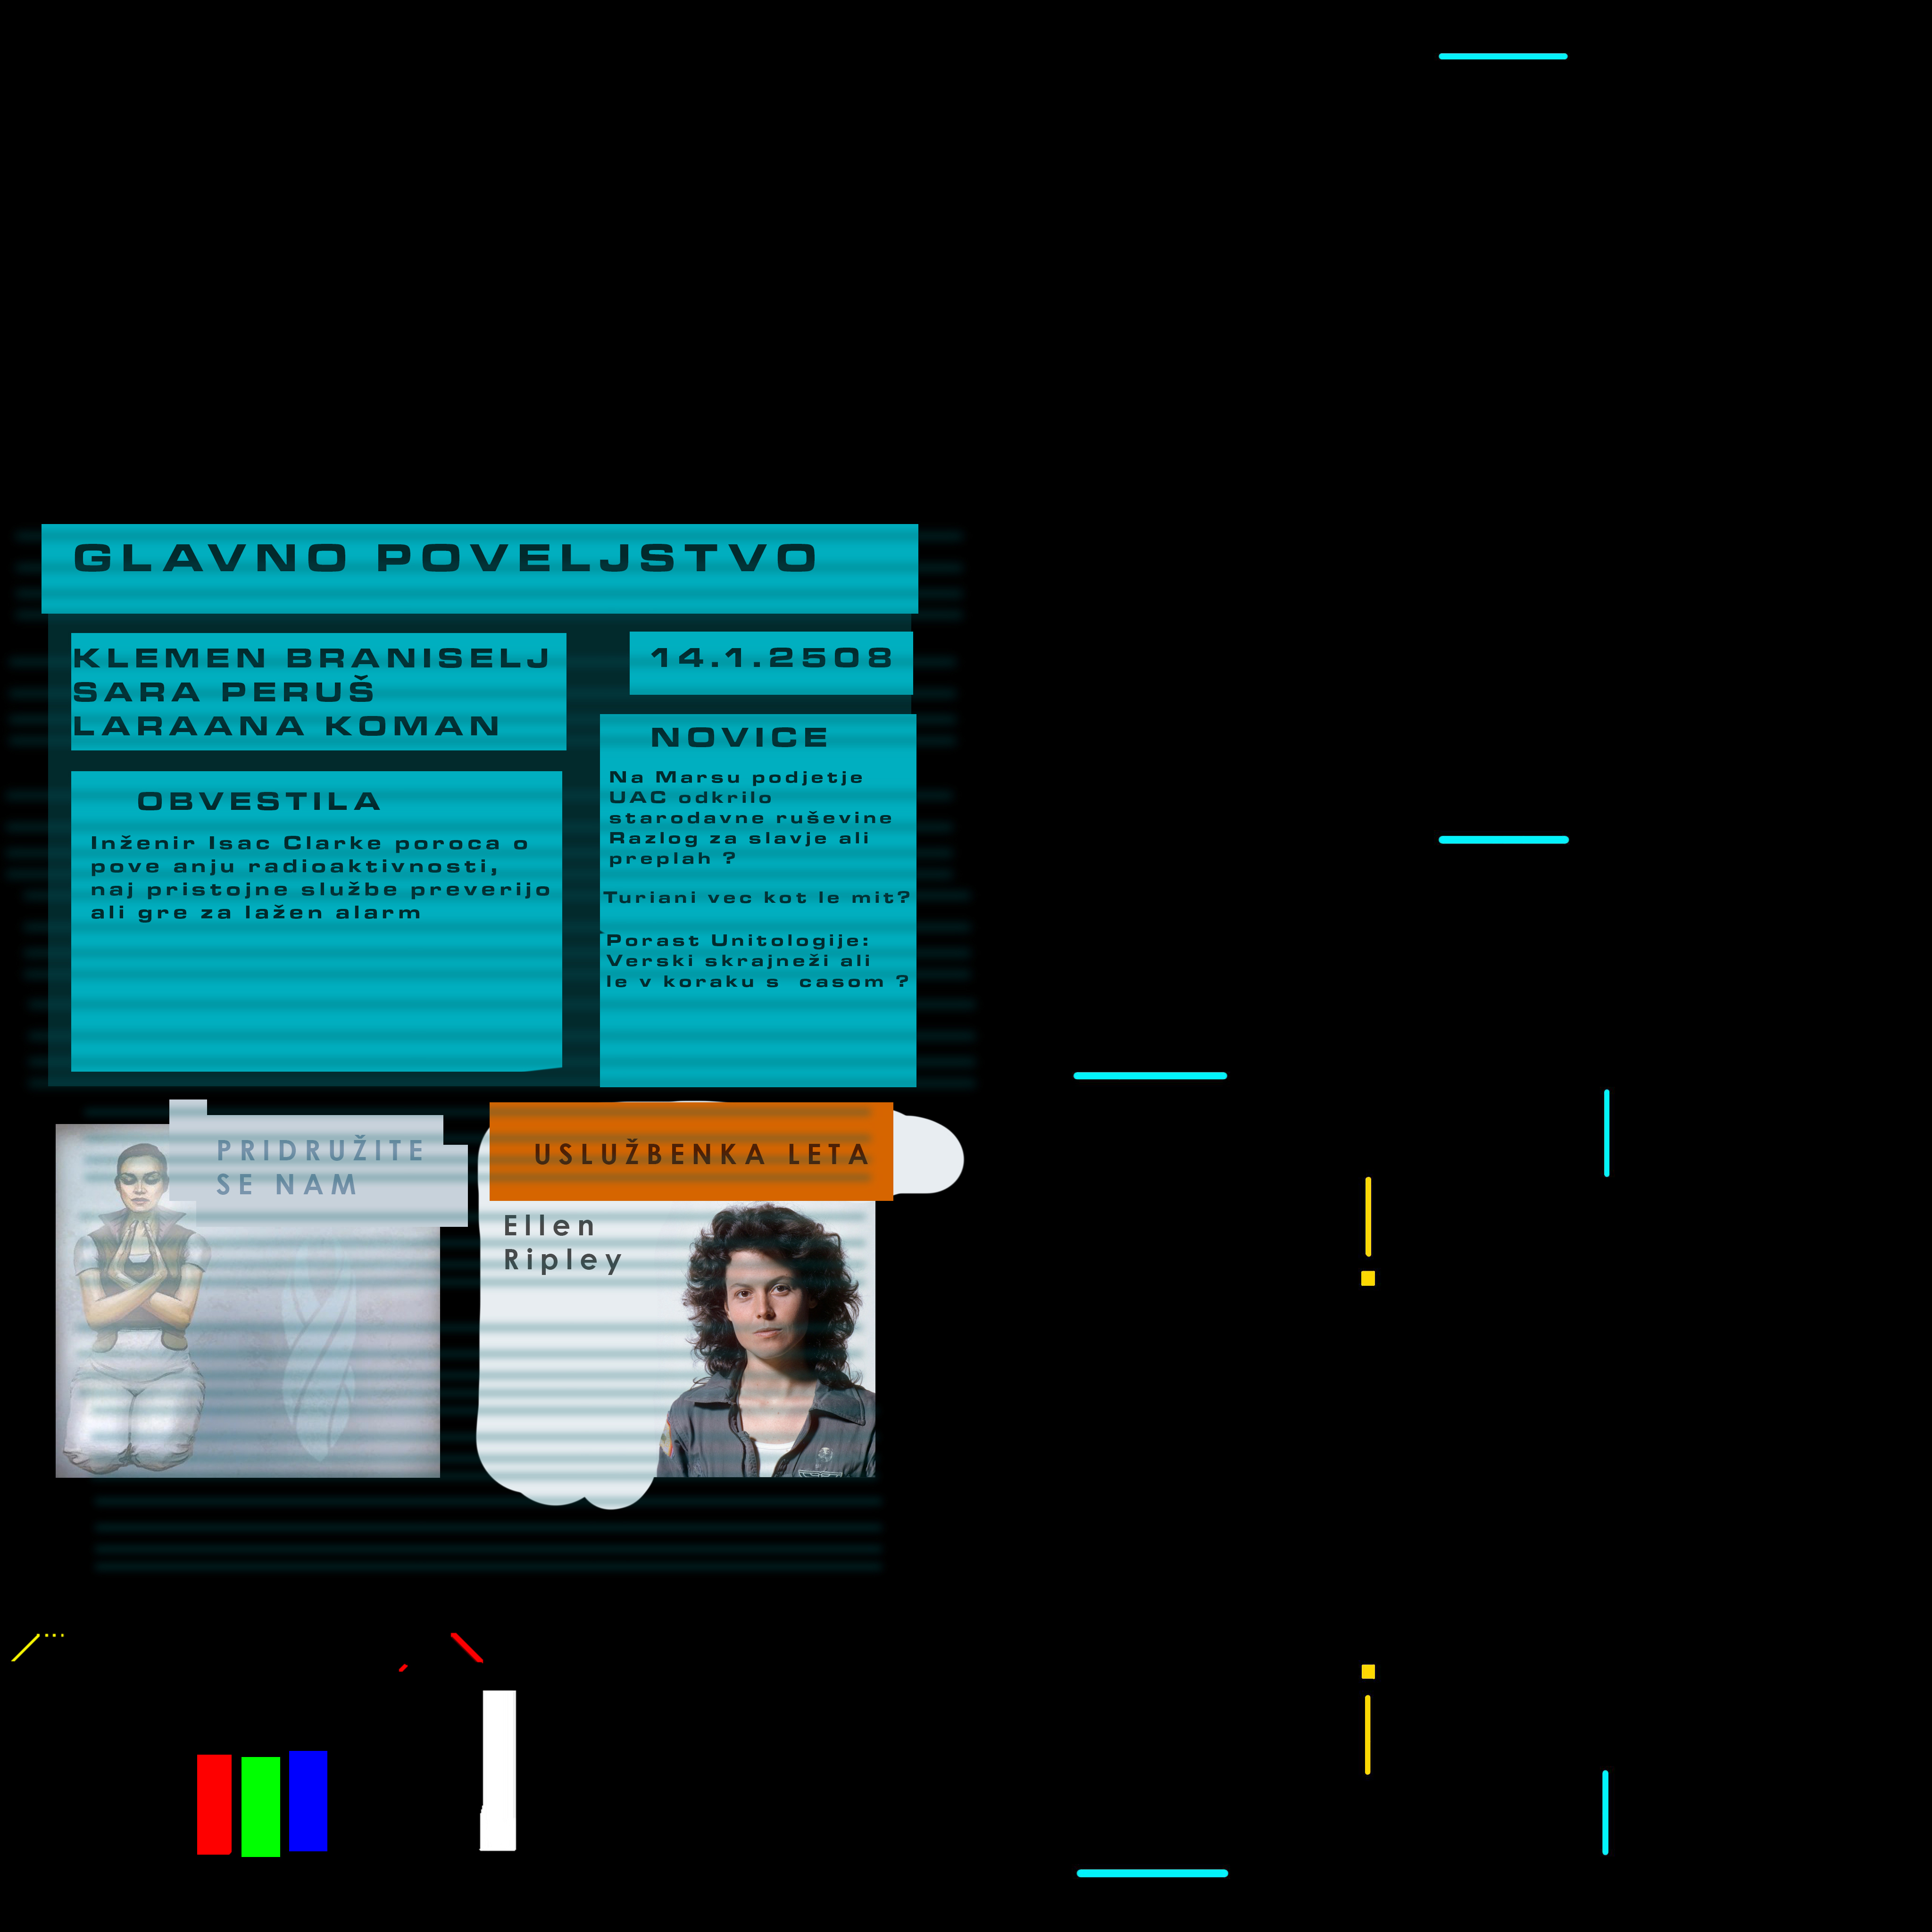 GLAVNO POVELJSTVO
KLEMEN BRANISELJ
SARA PERUŠ
LARAANA KOMAN
14.1.2508
OBVESTILA
Inženir Isac Clarke poroca o
pove anju radioaktivnosti,
naj pristojne službe preverijo
ali gre za lažen alarm
NOVICE
Na Marsu podjetje
UAC odkrilo
starodavne ruševine
Razlog za slavje ali
preplah ?
Turiani vec kot le mit?
Porast Unitologije:
Verski skrajneži ali
le v koraku s casom ?
PRIDRUŽITE
SE NAM
USLUŽBENKA LETA
Ellen
Ripley